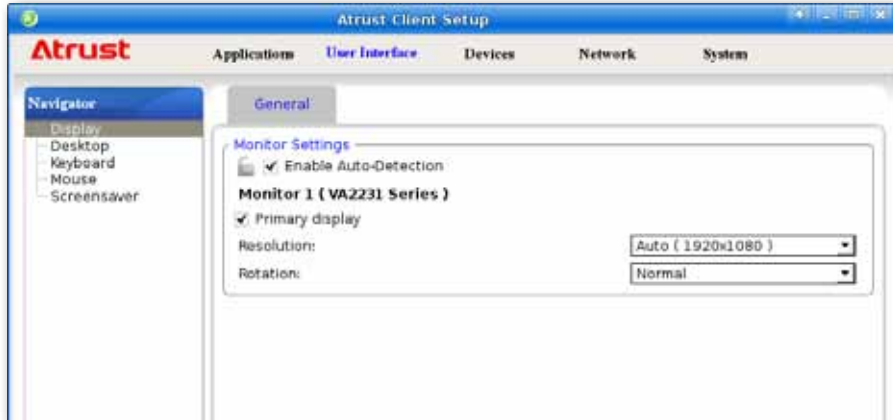 Atrust Client Setup
Atrust
Applications User Interface Devices Network System
Navigator
General
Display
Desktop
Keyboard
Mouse
Screensaver
Monitor Settings
Enable Auto-Detection
Monitor 1 ( VA2231 Series )
Primary display
Resolution: Auto ( 1920x1080 )
Rotation: Normal